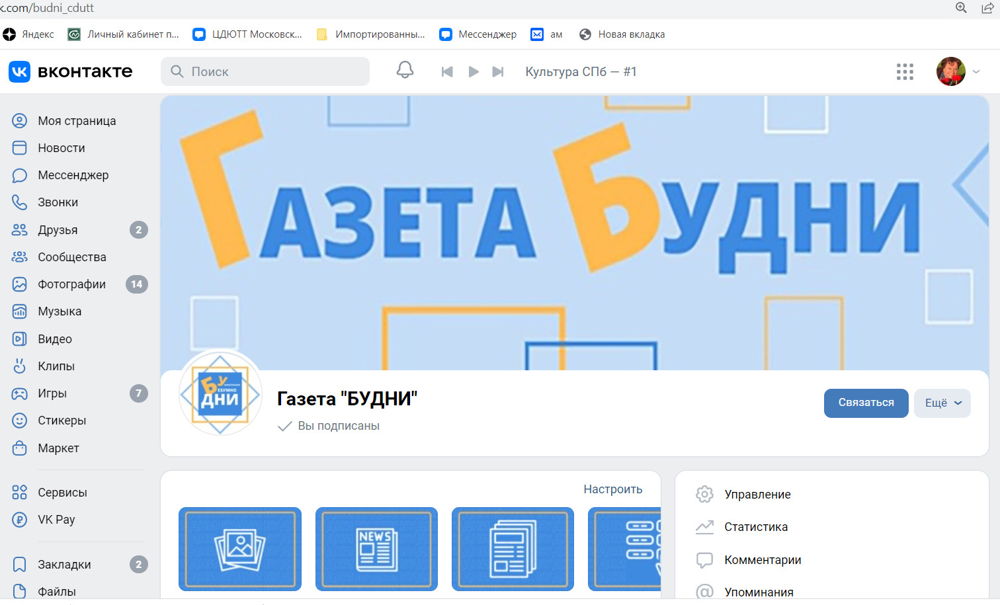 k.com/budni_cdutt
Яндекс
Личный кабинет п...
ЦДЮТТ Московск...
Импортированны...
Мессенджер
ам
Новая вкладка
вконтакте
Поиск
Культура СПб — #1
Моя страница
Новости
Мессенджер
Звонки
Друзья 2
Сообщества
Фотографии 14
Музыка
Видео
Клипы
Игры 7
Стикеры
Маркет
Сервисы
VK Pay
Закладки 2
Файлы
ГАЗЕТА БУДНИ
БУ
ЕЗУМНО
ДНИ
Газета "БУДНИ"
Вы подписаны
Связаться
Ещё
Настроить
NEWS
Управление
Статистика
Комментарии
Упоминания